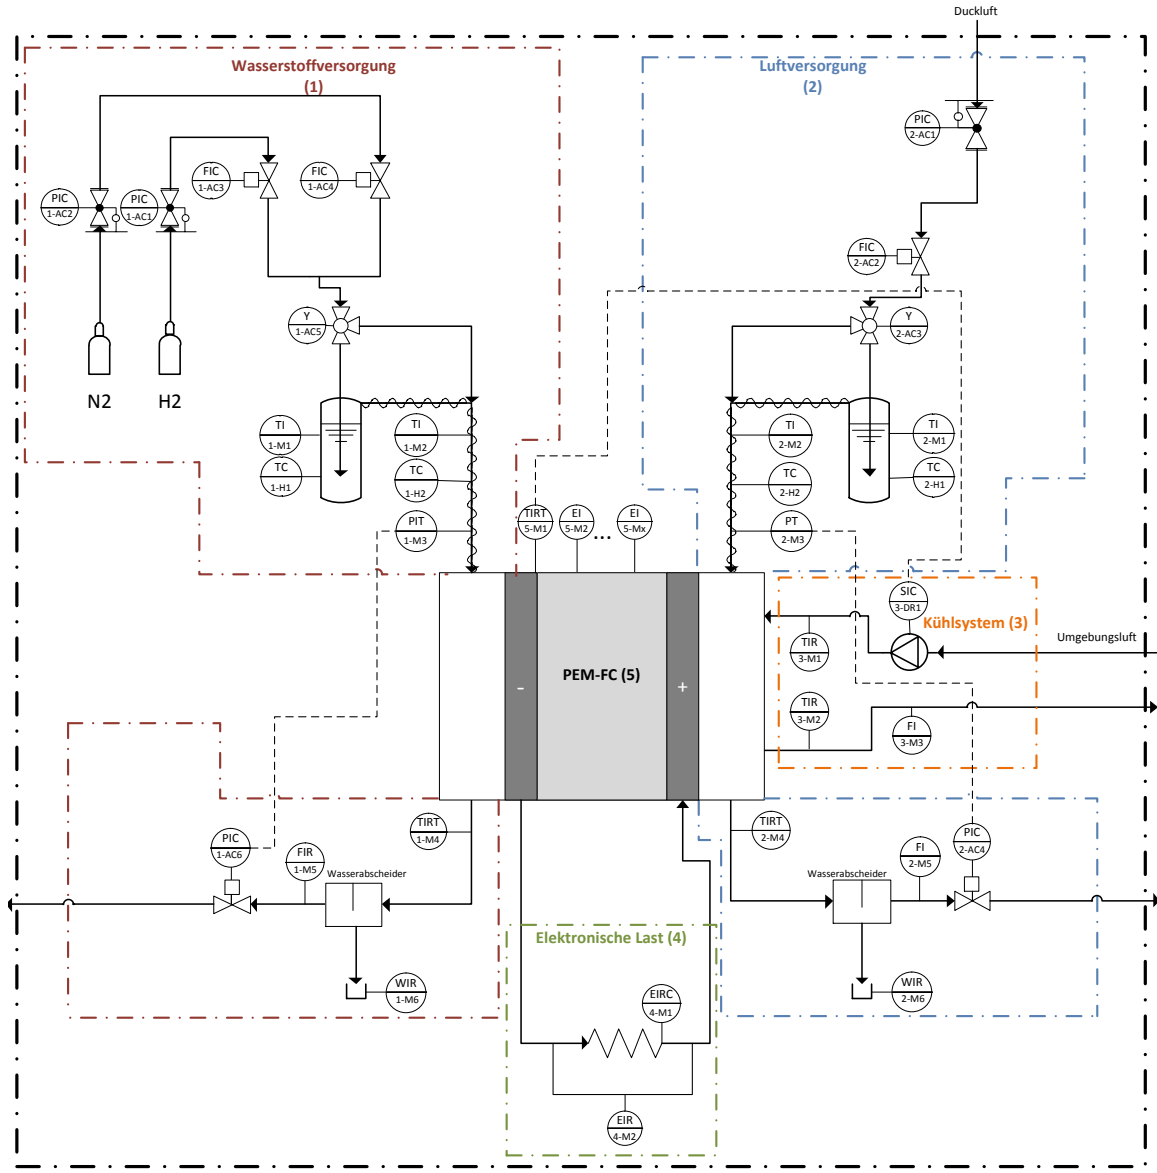 Duckluft
Wasserstoffversorgung
(1)
Luftversorgung
(2)
PIC
2-AC1
FIC
1-AC3
FIC
1-AC4
PIC
1-AC2
PIC
1-AC1
FIC
2-AC2
Y
1-AC5
Y
2-AC3
N2
H2
TI
1-M1
TI
1-M2
TI
2-M2
TI
2-M1
TC
1-H1
TC
1-H2
TC
2-H2
TC
2-H1
PIT
1-M3
TIRT
5-M1
EI
5-M2
...
EI
5-Mx
PT
2-M3
SIC
3-DR1
Kühlsystem (3)
Umgebungsluft
TIR
3-M1
PEM-FC (5)
-
+
TIR
3-M2
FI
3-M3
TIRT
1-M4
TIRT
2-M4
PIC
1-AC6
FIR
1-M5
Wasserabscheider
Wasserabscheider
FI
2-M5
PIC
2-AC4
Elektronische Last (4)
WIR
1-M6
WIR
2-M6
EIRC
4-M1
EIR
4-M2